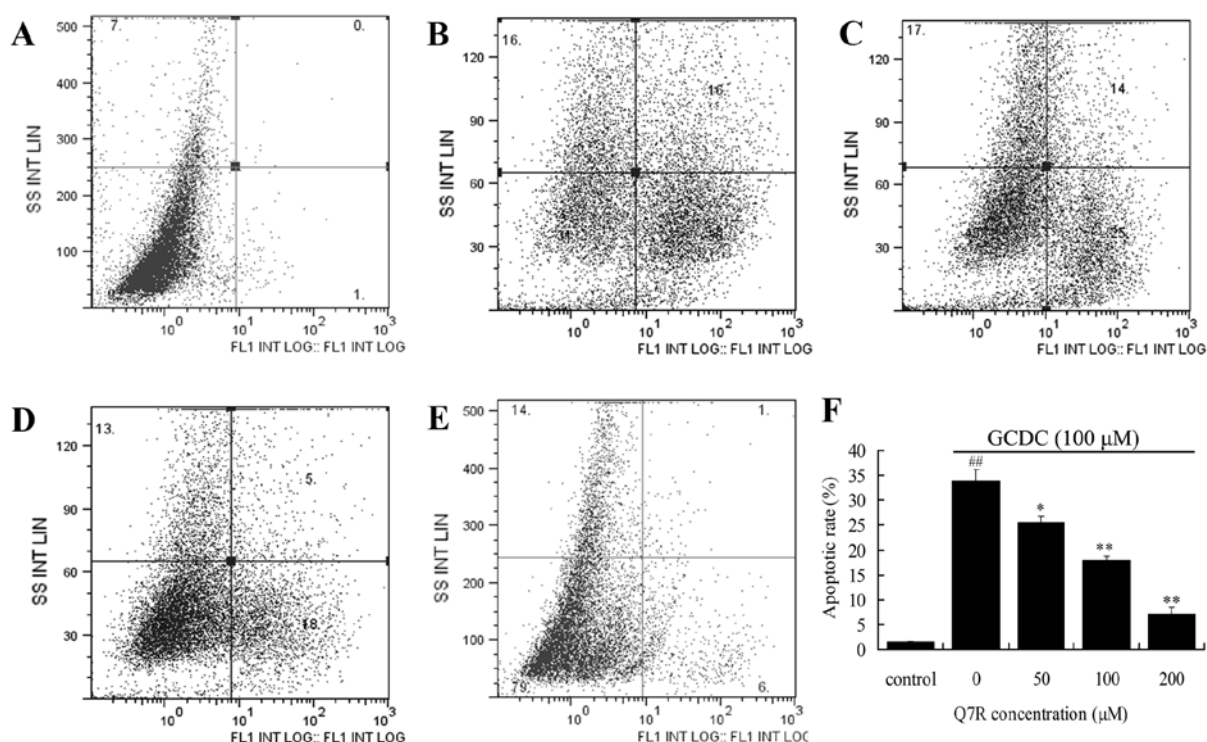 A
7.
0.
500
400
300
200
100
0
SS INT LIN
1.
10^0 10^1 10^2 10^3
FL1 INT LOG:: FL1 INT LOG
B
16.
16.
120
90
60
30
0
SS INT LIN
10^0 10^1 10^2 10^3
FL1 INT LOG:: FL1 INT LOG
C
17.
14.
120
90
60
30
0
SS INT LIN
10^0 10^1 10^2 10^3
FL1 INT LOG:: FL1 INT LOG
D
13.
5.
120
90
60
30
0
SS INT LIN
18.
10^0 10^1 10^2 10^3
FL1 INT LOG:: FL1 INT LOG
E
14.
1.
500
400
300
200
100
0
SS INT LIN
79.
6.
10^0 10^1 10^2 10^3
FL1 INT LOG:: FL1 INT LOG
F
GCDC (100 μM)
40
35
30
25
20
15
10
5
0
Apoptotic rate (%)
##
*
**
**
control 0 50 100 200
Q7R concentration (μM)